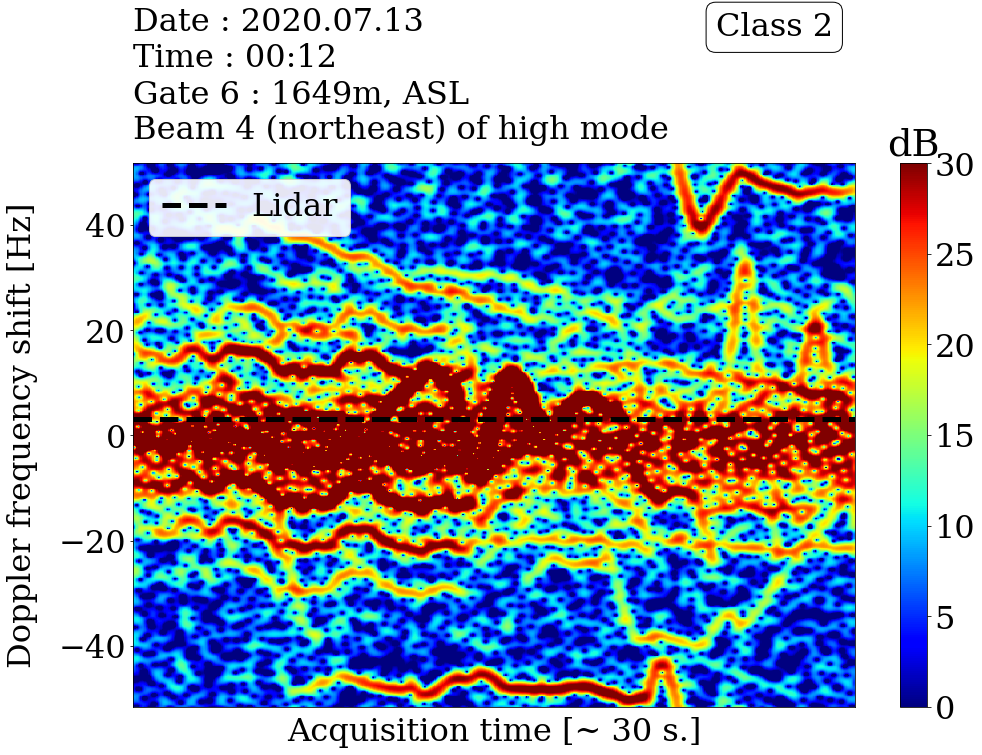 Date : 2020.07.13
Time : 00:12
Gate 6 : 1649m, ASL
Beam 4 (northeast) of high mode
Class 2
dB
Lidar
Doppler frequency shift [Hz]
40
20
0
−20
−40
Acquisition time [~ 30 s.]
30
25
20
15
10
5
0